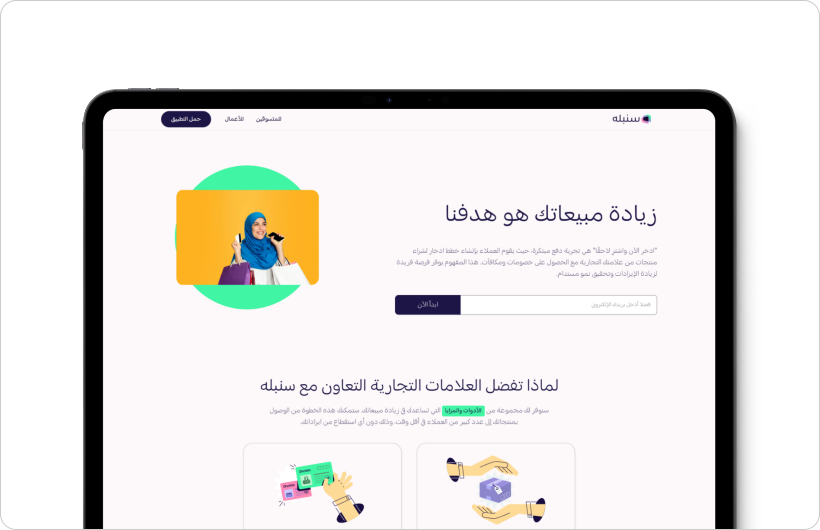 سنبله
للمتسوقين
للأعمال
حمل التطبيق
زيادة مبيعاتك هو هدفنا
"ادخر الآن واشترِ لاحقًا" هي تجربة دفع مبتكرة، حيث يقوم العملاء بإنشاء خطط ادخار لشراء
منتجات من علامتك التجارية مع الحصول على خصومات ومكافآت. هذا المفهوم يوفر فرصة فريدة
لزيادة الإيرادات وتحقيق نمو مستدام.
فضلا أدخل بريدك الإلكتروني
ابدأ الآن
لماذا تفضل العلامات التجارية التعاون مع سنبله
سنوفر لك مجموعة من الأدوات والمزايا التي تساعدك في زيادة مبيعاتك. ستمكنك هذه الخطوة من الوصول
بمنتجاتك إلى عدد كبير من العملاء في أقل وقت، وذلك دون أي استقطاع من ايراداتك.